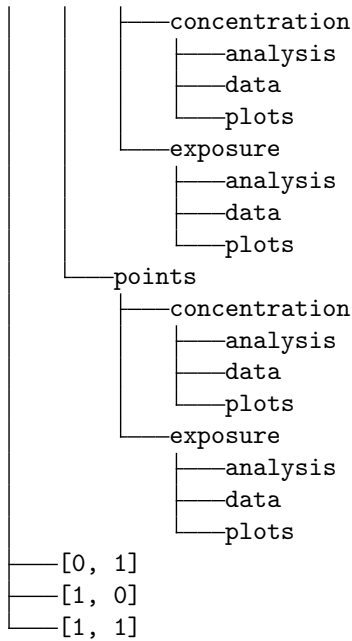 concentration
analysis
data
plots
exposure
analysis
data
plots
points
concentration
analysis
data
plots
exposure
analysis
data
plots
[0, 1]
[1, 0]
[1, 1]